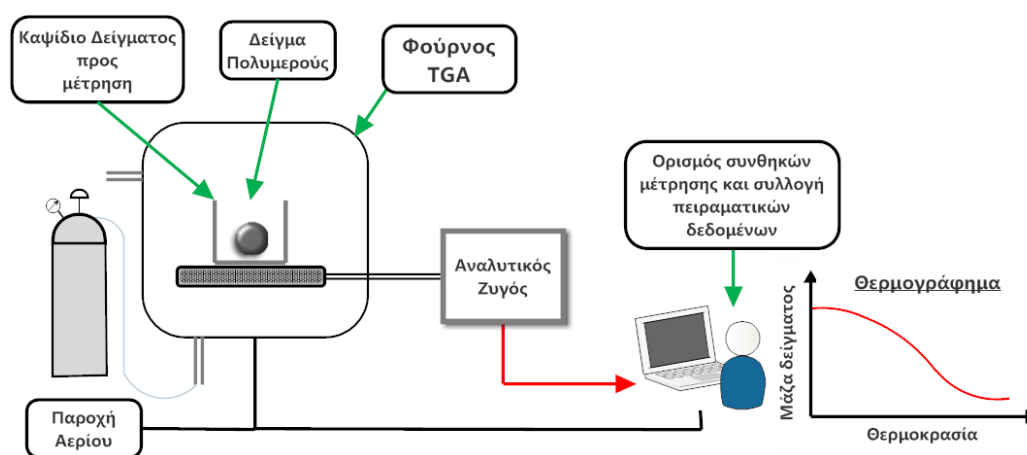 Καψίδιο Δείγματος
προς
μέτρηση
Δείγμα
Πολυμερούς
Φούρνος
TGA
Ορισμός συνθηκών
μέτρησης και συλλογή
πειραματικών
δεδομένων
Αναλυτικός
Ζυγός
Θερμογράφημα
Μάζα δείγματος
Θερμοκρασία
Παροχή
Αερίου